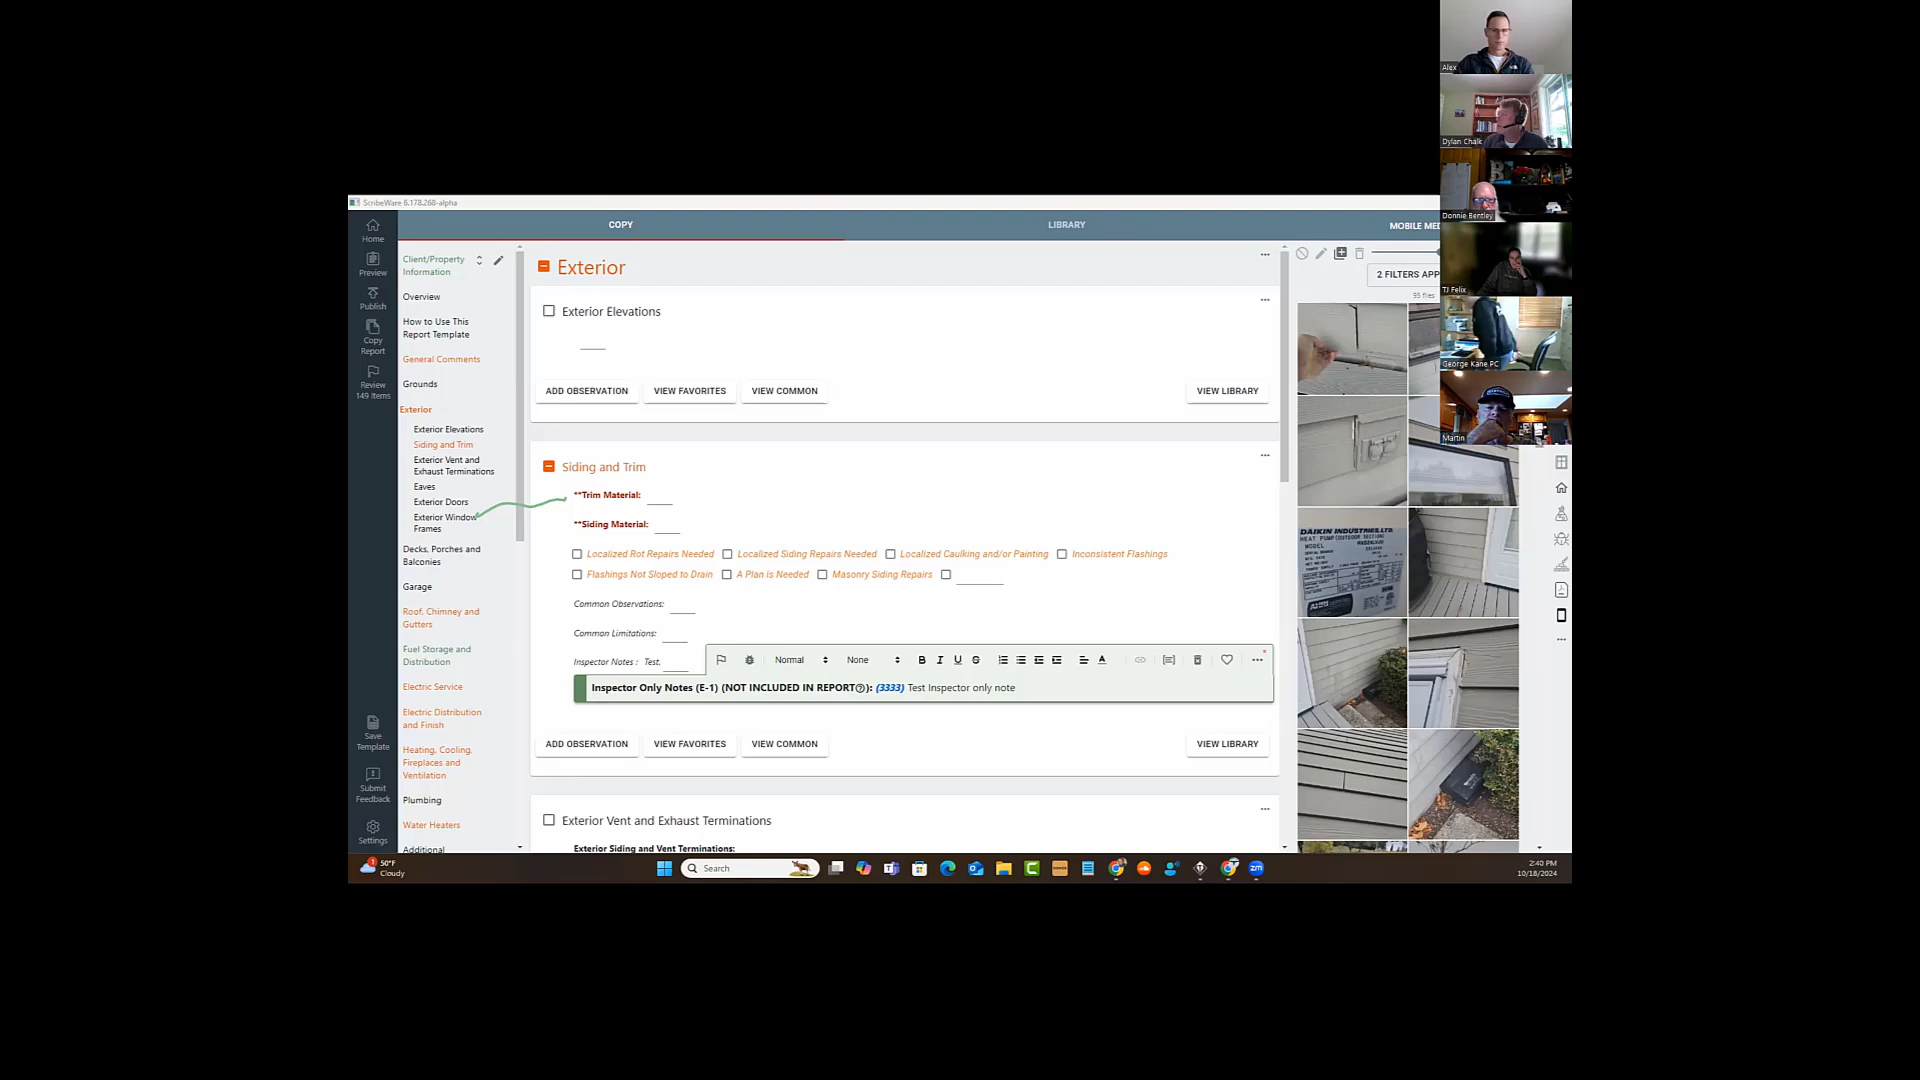 Alex
Dylan Chalk
Donnie Bentley
TJ Felix
George Kane PC
Martin
ScribeWare 6.178.268-alpha
COPY
LIBRARY
MOBILE MED
Home
Preview
Publish
Copy
Report
Review
149 items
Save
Template
Submit
Feedback
Settings
Client/Property
Information
Overview
How to Use This
Report Template
General Comments
Grounds
Exterior
Exterior Elevations
Siding and Trim
Exterior Vent and
Exhaust Terminations
Eaves
Exterior Doors
Exterior Window
Frames
Decks, Porches and
Balconies
Garage
Roof, Chimney and
Gutters
Fuel Storage and
Distribution
Electric Service
Electric Distribution
and Finish
Heating, Cooling,
Fireplaces and
Ventilation
Plumbing
Water Heaters
Additional
Exterior
Exterior Elevations
ADD OBSERVATION VIEW FAVORITES VIEW COMMON VIEW LIBRARY
Siding and Trim
**Trim Material:
**Siding Material:
Localized Rot Repairs Needed Localized Siding Repairs Needed Localized Caulking and/or Painting Inconsistent Flashings
Flashings Not Sloped to Drain A Plan is Needed Masonry Siding Repairs
Common Observations:
Common Limitations:
Inspector Notes : Test.
Normal None B I U S A
Inspector Only Notes (E-1) (NOT INCLUDED IN REPORT?): (3333) Test Inspector only note
ADD OBSERVATION VIEW FAVORITES VIEW COMMON VIEW LIBRARY
Exterior Vent and Exhaust Terminations
Exterior Siding and Vent Terminations:
2 FILTERS APP
95 files
DAIKIN INDUSTRIES, LTD.
HEAT PUMP (OUTDOOR SECTION)
MODEL
1
50°F
Cloudy
Search
zm
2:40 PM
10/18/2024